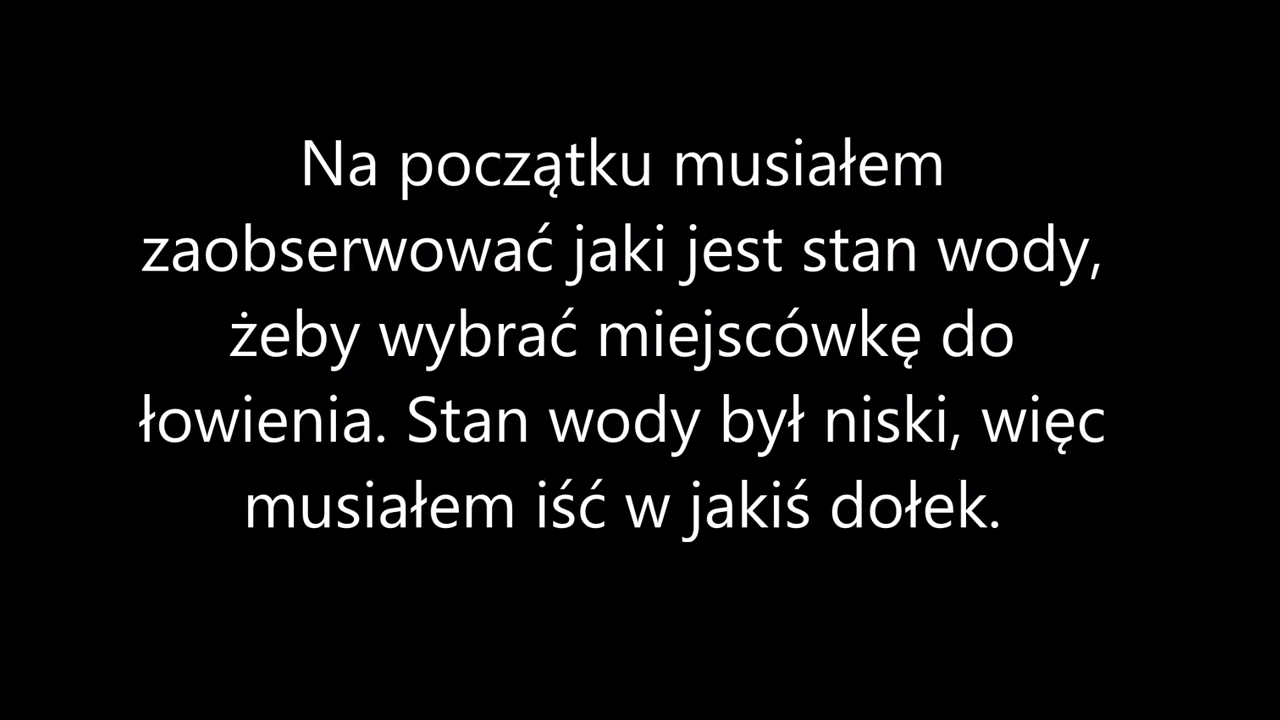 Na początku musiałem
zaobserwować jaki jest stan wody,
żeby wybrać miejscówkę do
łowienia. Stan wody był niski, więc
musiałem iść w jakiś dołek.